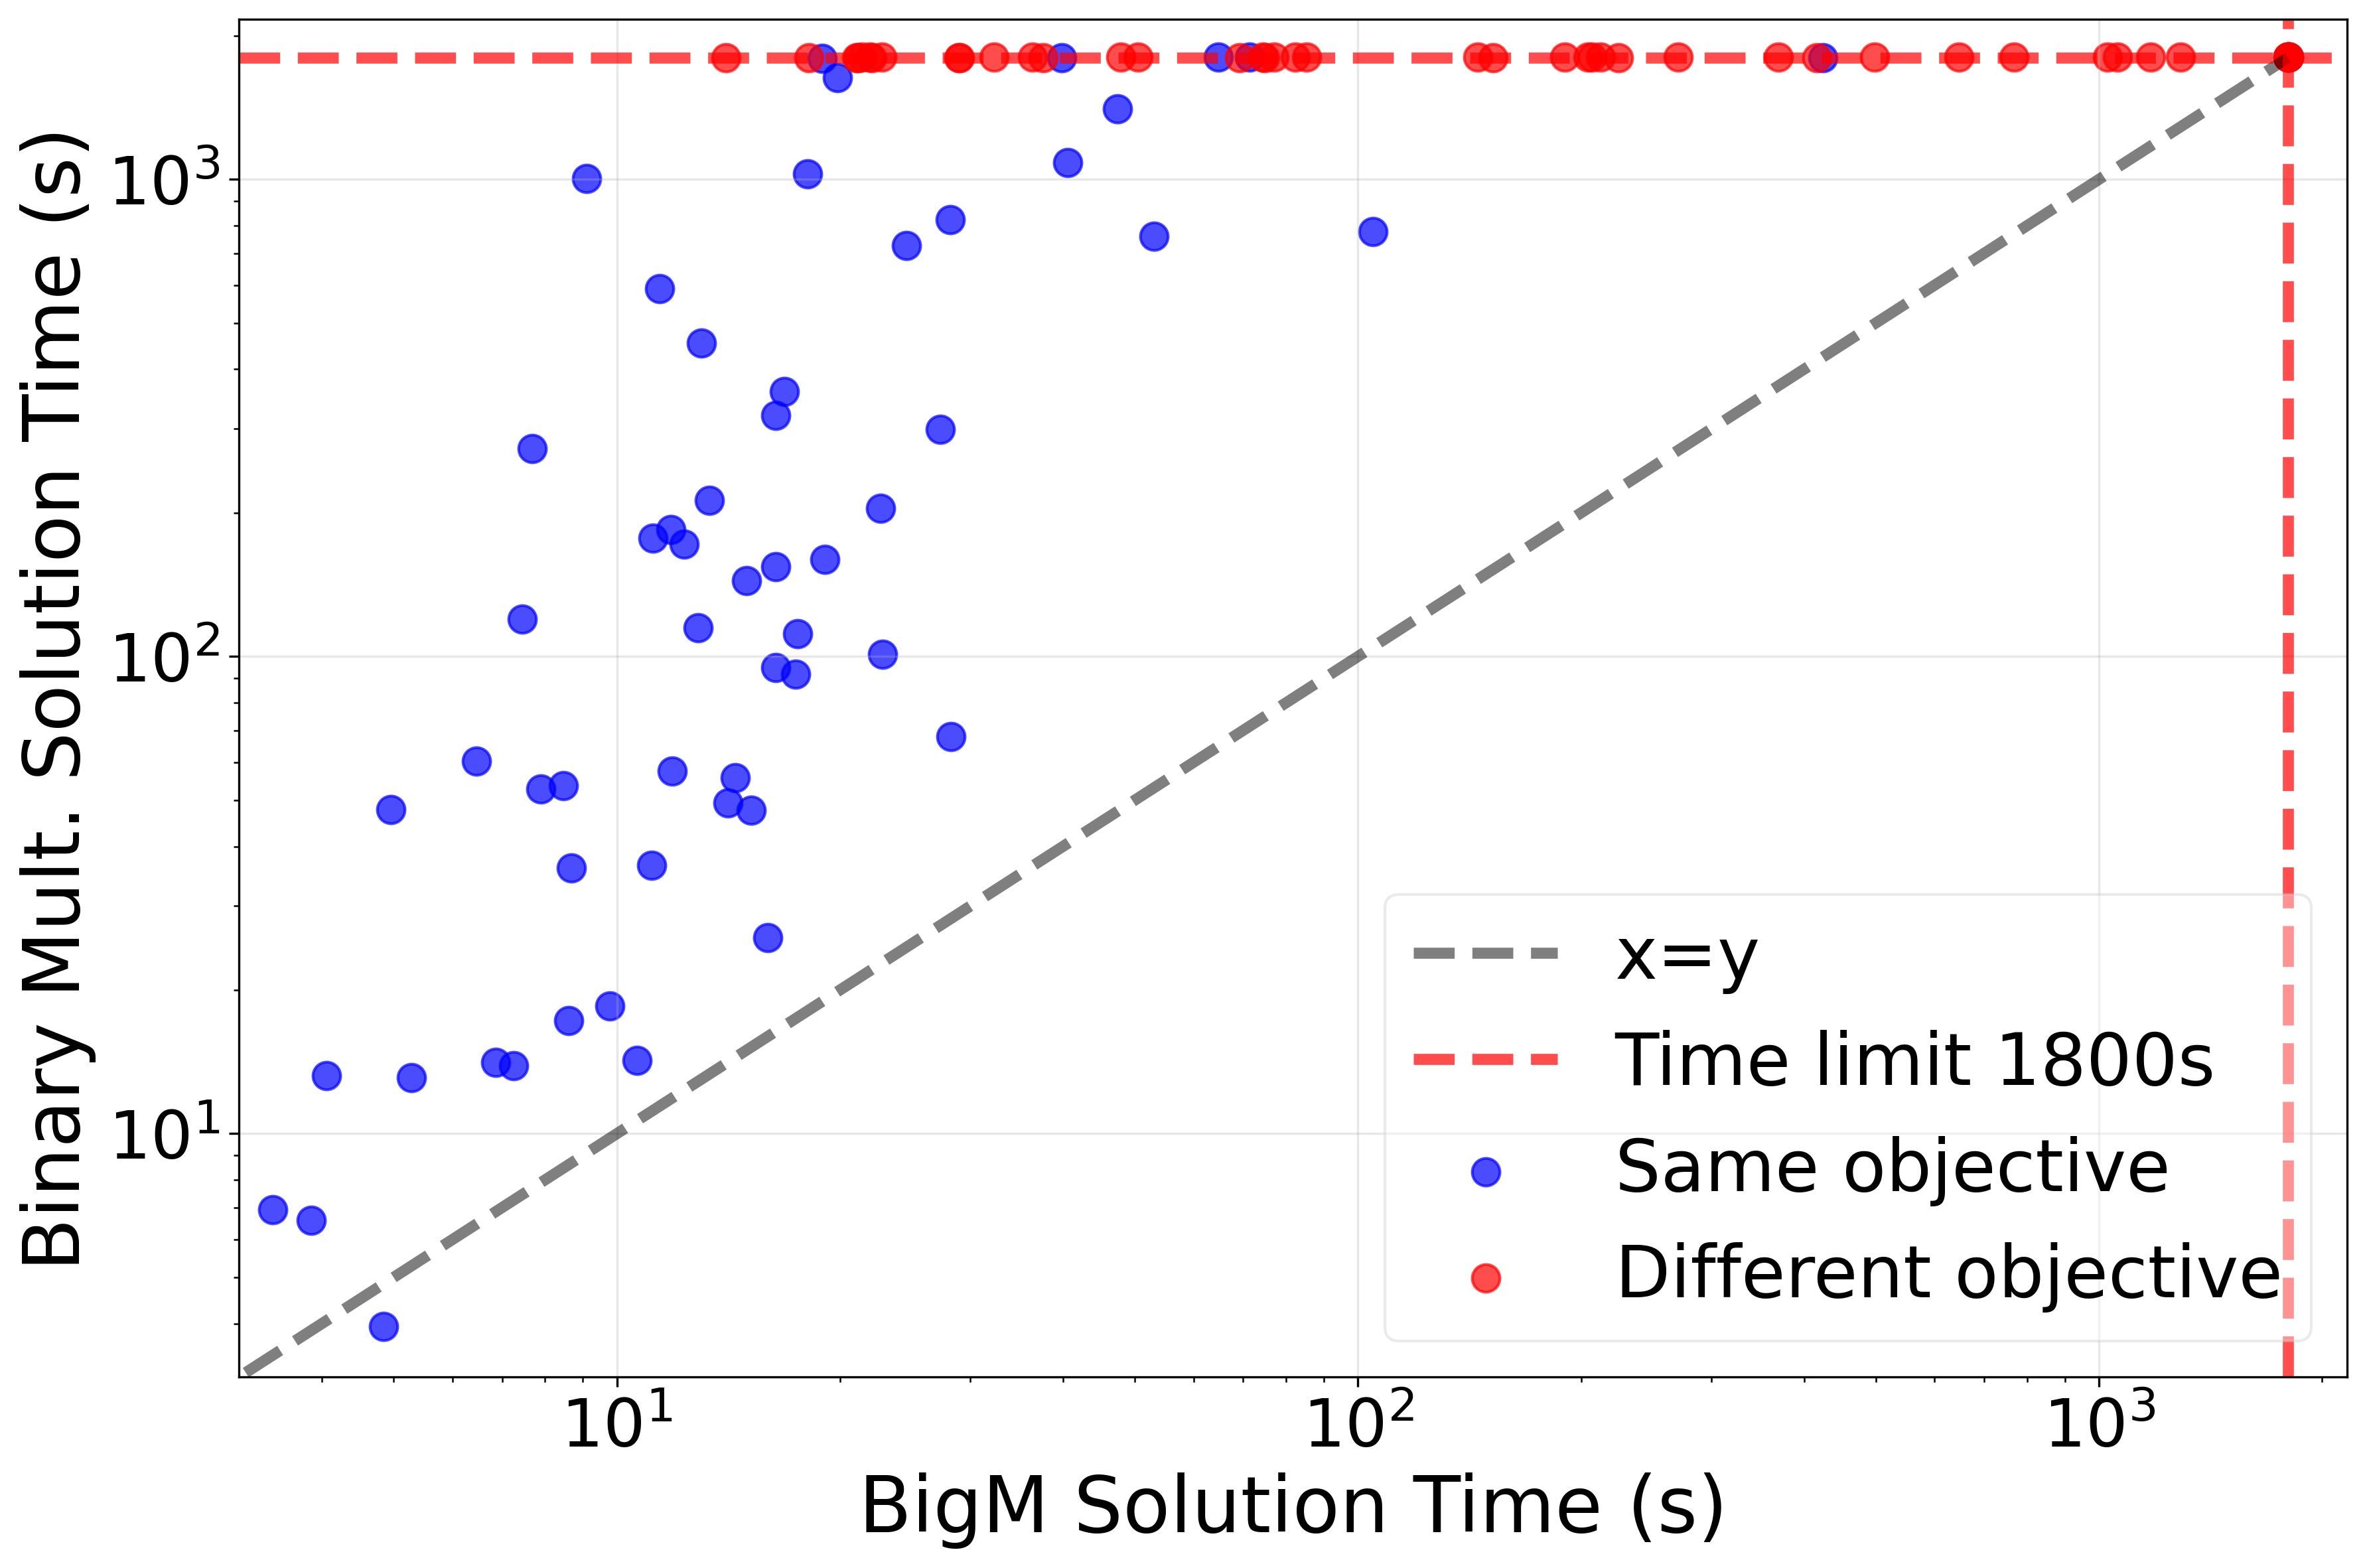 Binary Mult. Solution Time (s)
10³
10²
10¹
x=y
Time limit 1800s
Same objective
Different objective
10¹ 10² 10³
BigM Solution Time (s)